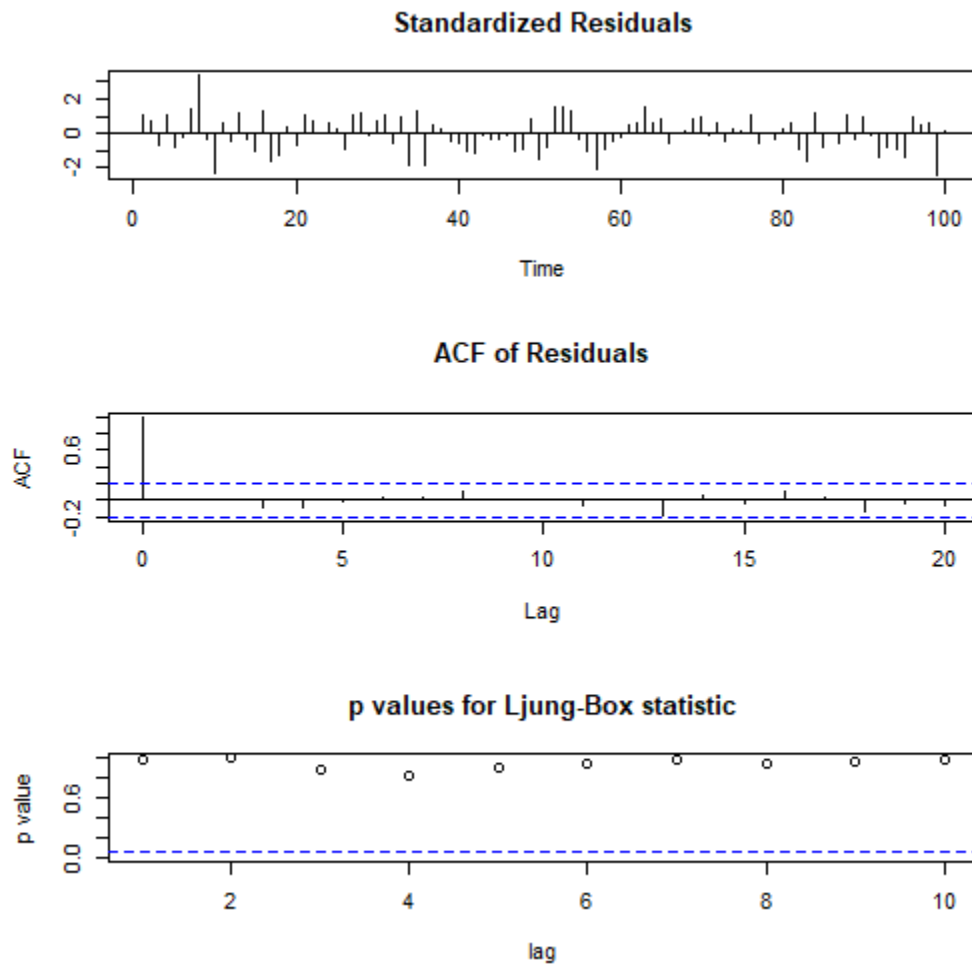 Standardized Residuals
2
0
-2
0 20 40 60 80 100
Time
ACF of Residuals
ACF
0.6
-0.2
0 5 10 15 20
Lag
p values for Ljung-Box statistic
p value
0.6
0.0
2 4 6 8 10
lag